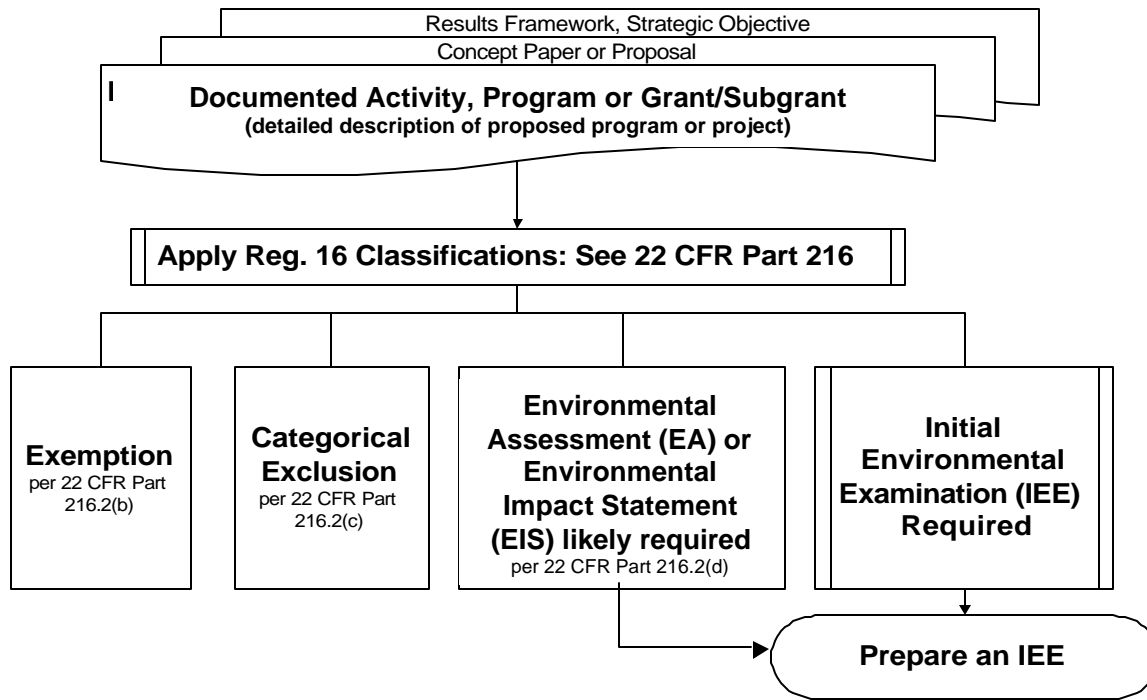 Results Framework, Strategic Objective
Concept Paper or Proposal
I
Documented Activity, Program or Grant/Subgrant
(detailed description of proposed program or project)
Apply Reg. 16 Classifications: See 22 CFR Part 216
Exemption
per 22 CFR Part
216.2(b)
Categorical
Exclusion
per 22 CFR Part
216.2(c)
Environmental
Assessment (EA) or
Environmental
Impact Statement
(EIS) likely required
per 22 CFR Part 216.2(d)
Initial
Environmental
Examination (IEE)
Required
Prepare an IEE